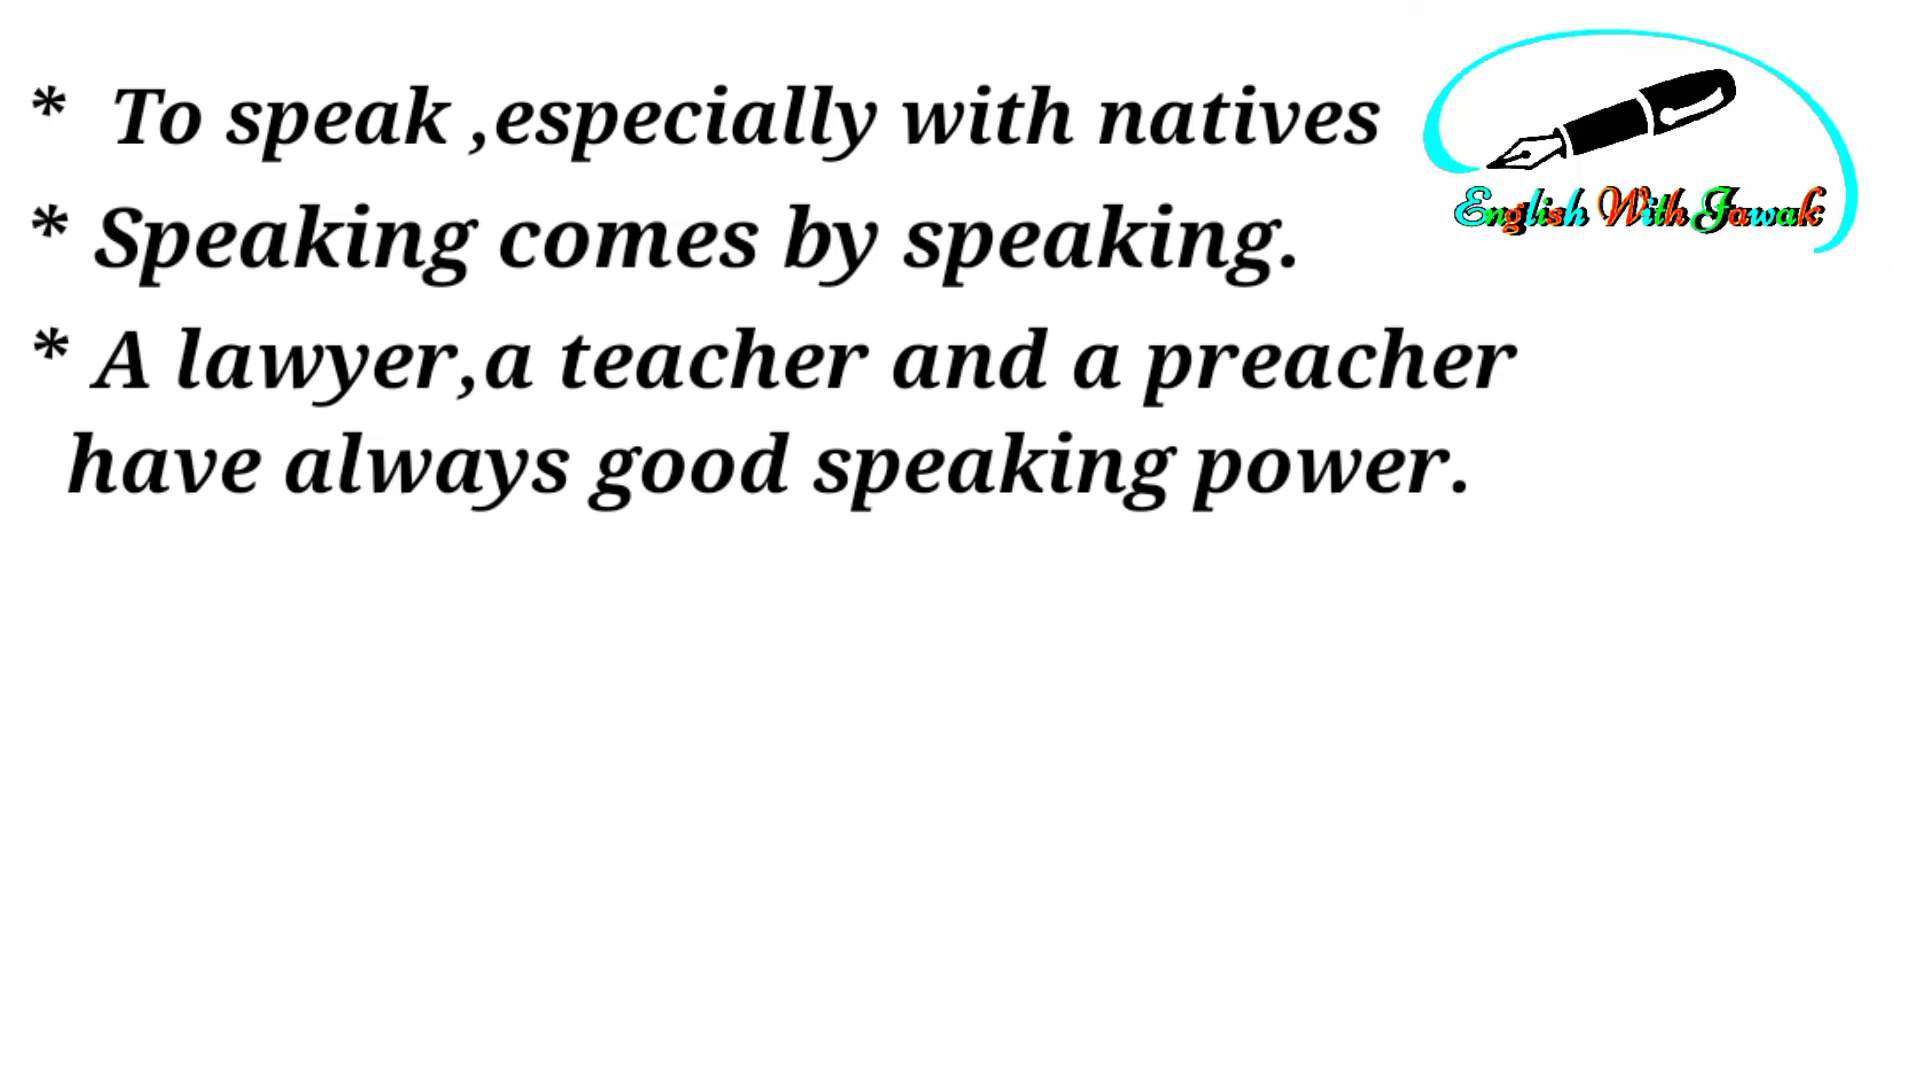 * To speak ,especially with natives
* Speaking comes by speaking.
* A lawyer,a teacher and a preacher
have always good speaking power.
English With Jawak